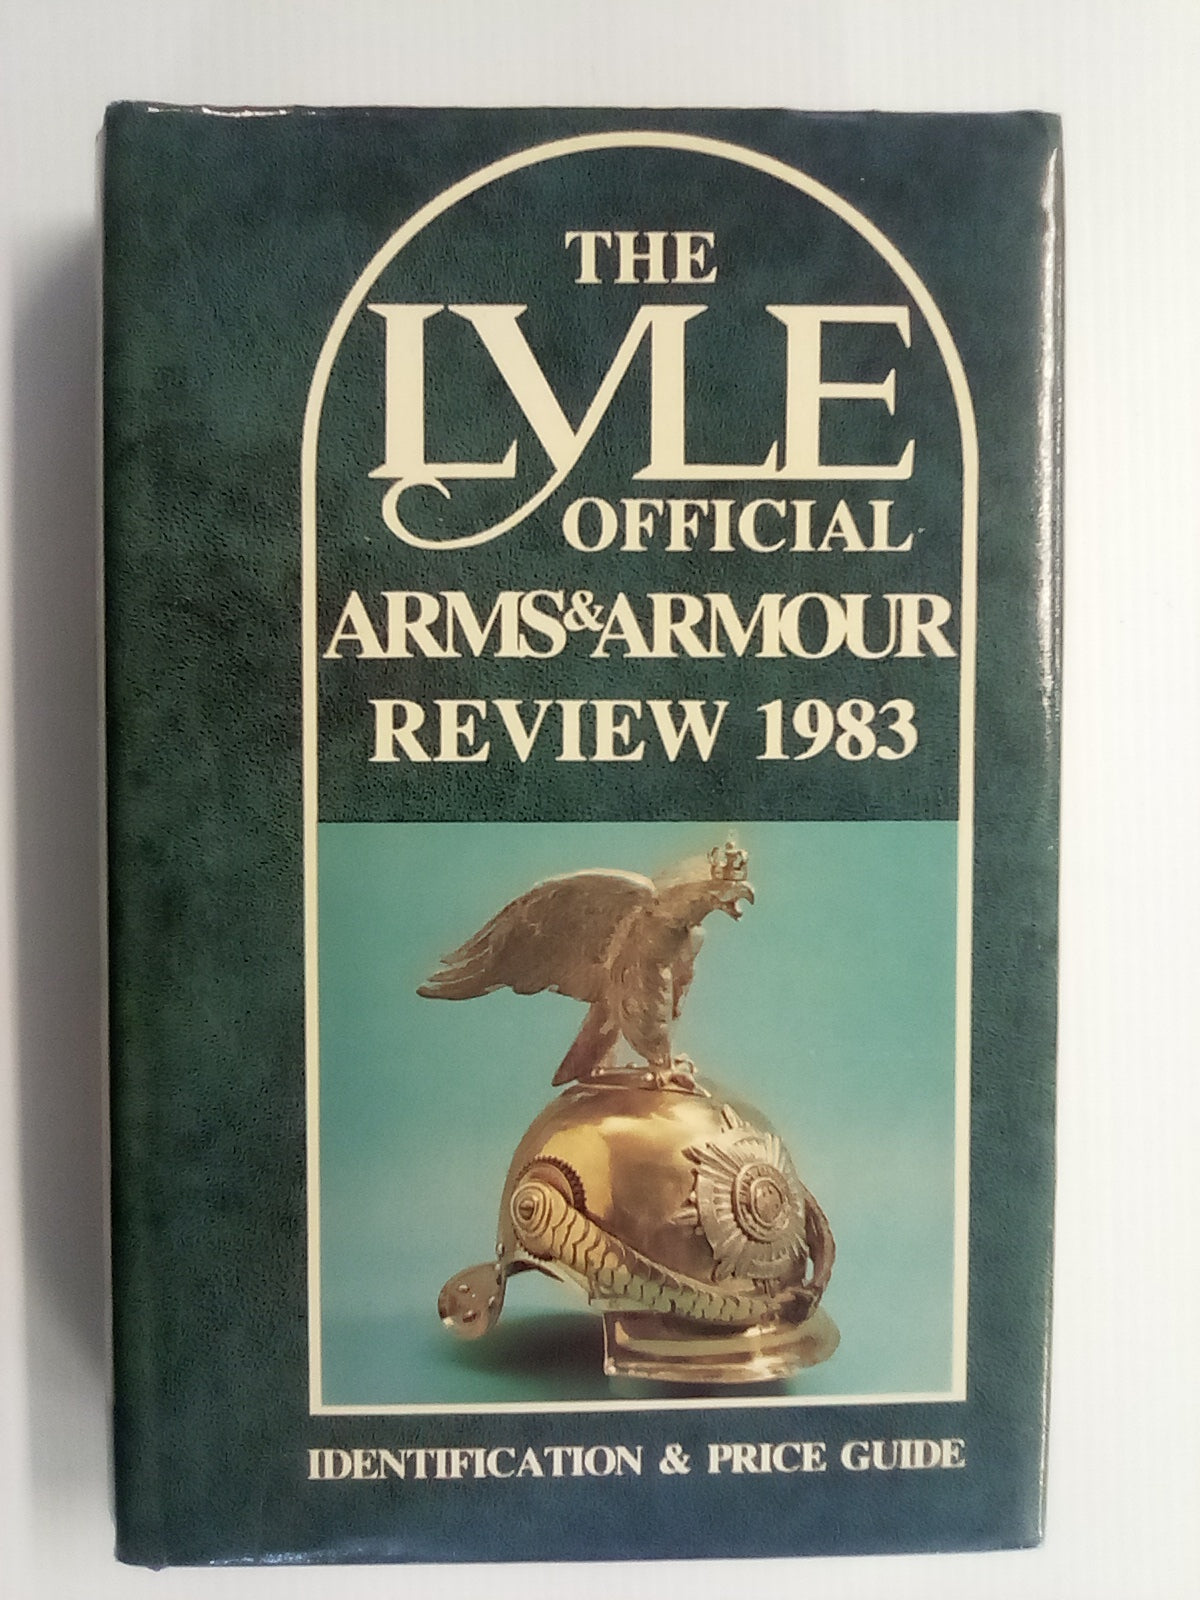 THE
LYLE
OFFICIAL
ARMS & ARMOUR
REVIEW 1983
IDENTIFICATION & PRICE GUIDE